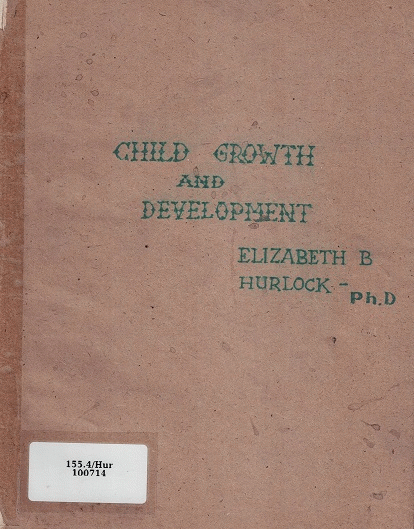 CHILD GROWTH
AND
DEVELOPMENT
ELIZABETH B
HURLOCK - Ph.D
155.4/Hur
100714